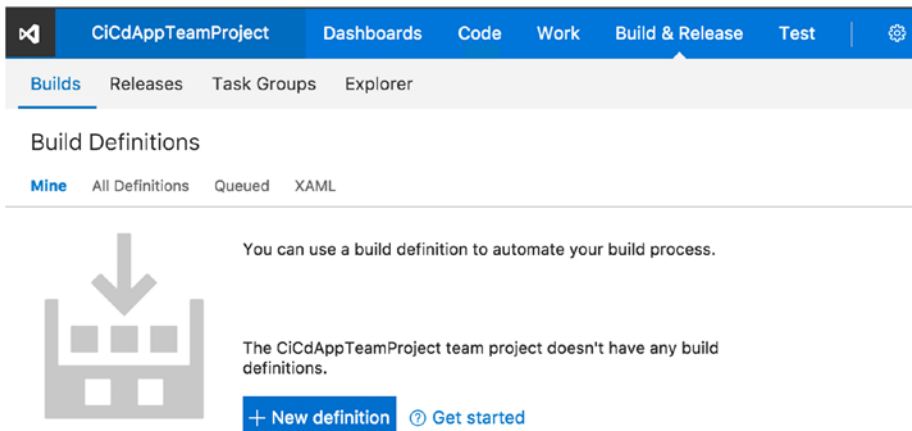 CiCdAppTeamProject Dashboards Code Work Build & Release Test
Builds Releases Task Groups Explorer
Build Definitions
Mine All Definitions Queued XAML
You can use a build definition to automate your build process.
The CiCdAppTeamProject team project doesn't have any build
definitions.
+ New definition ? Get started